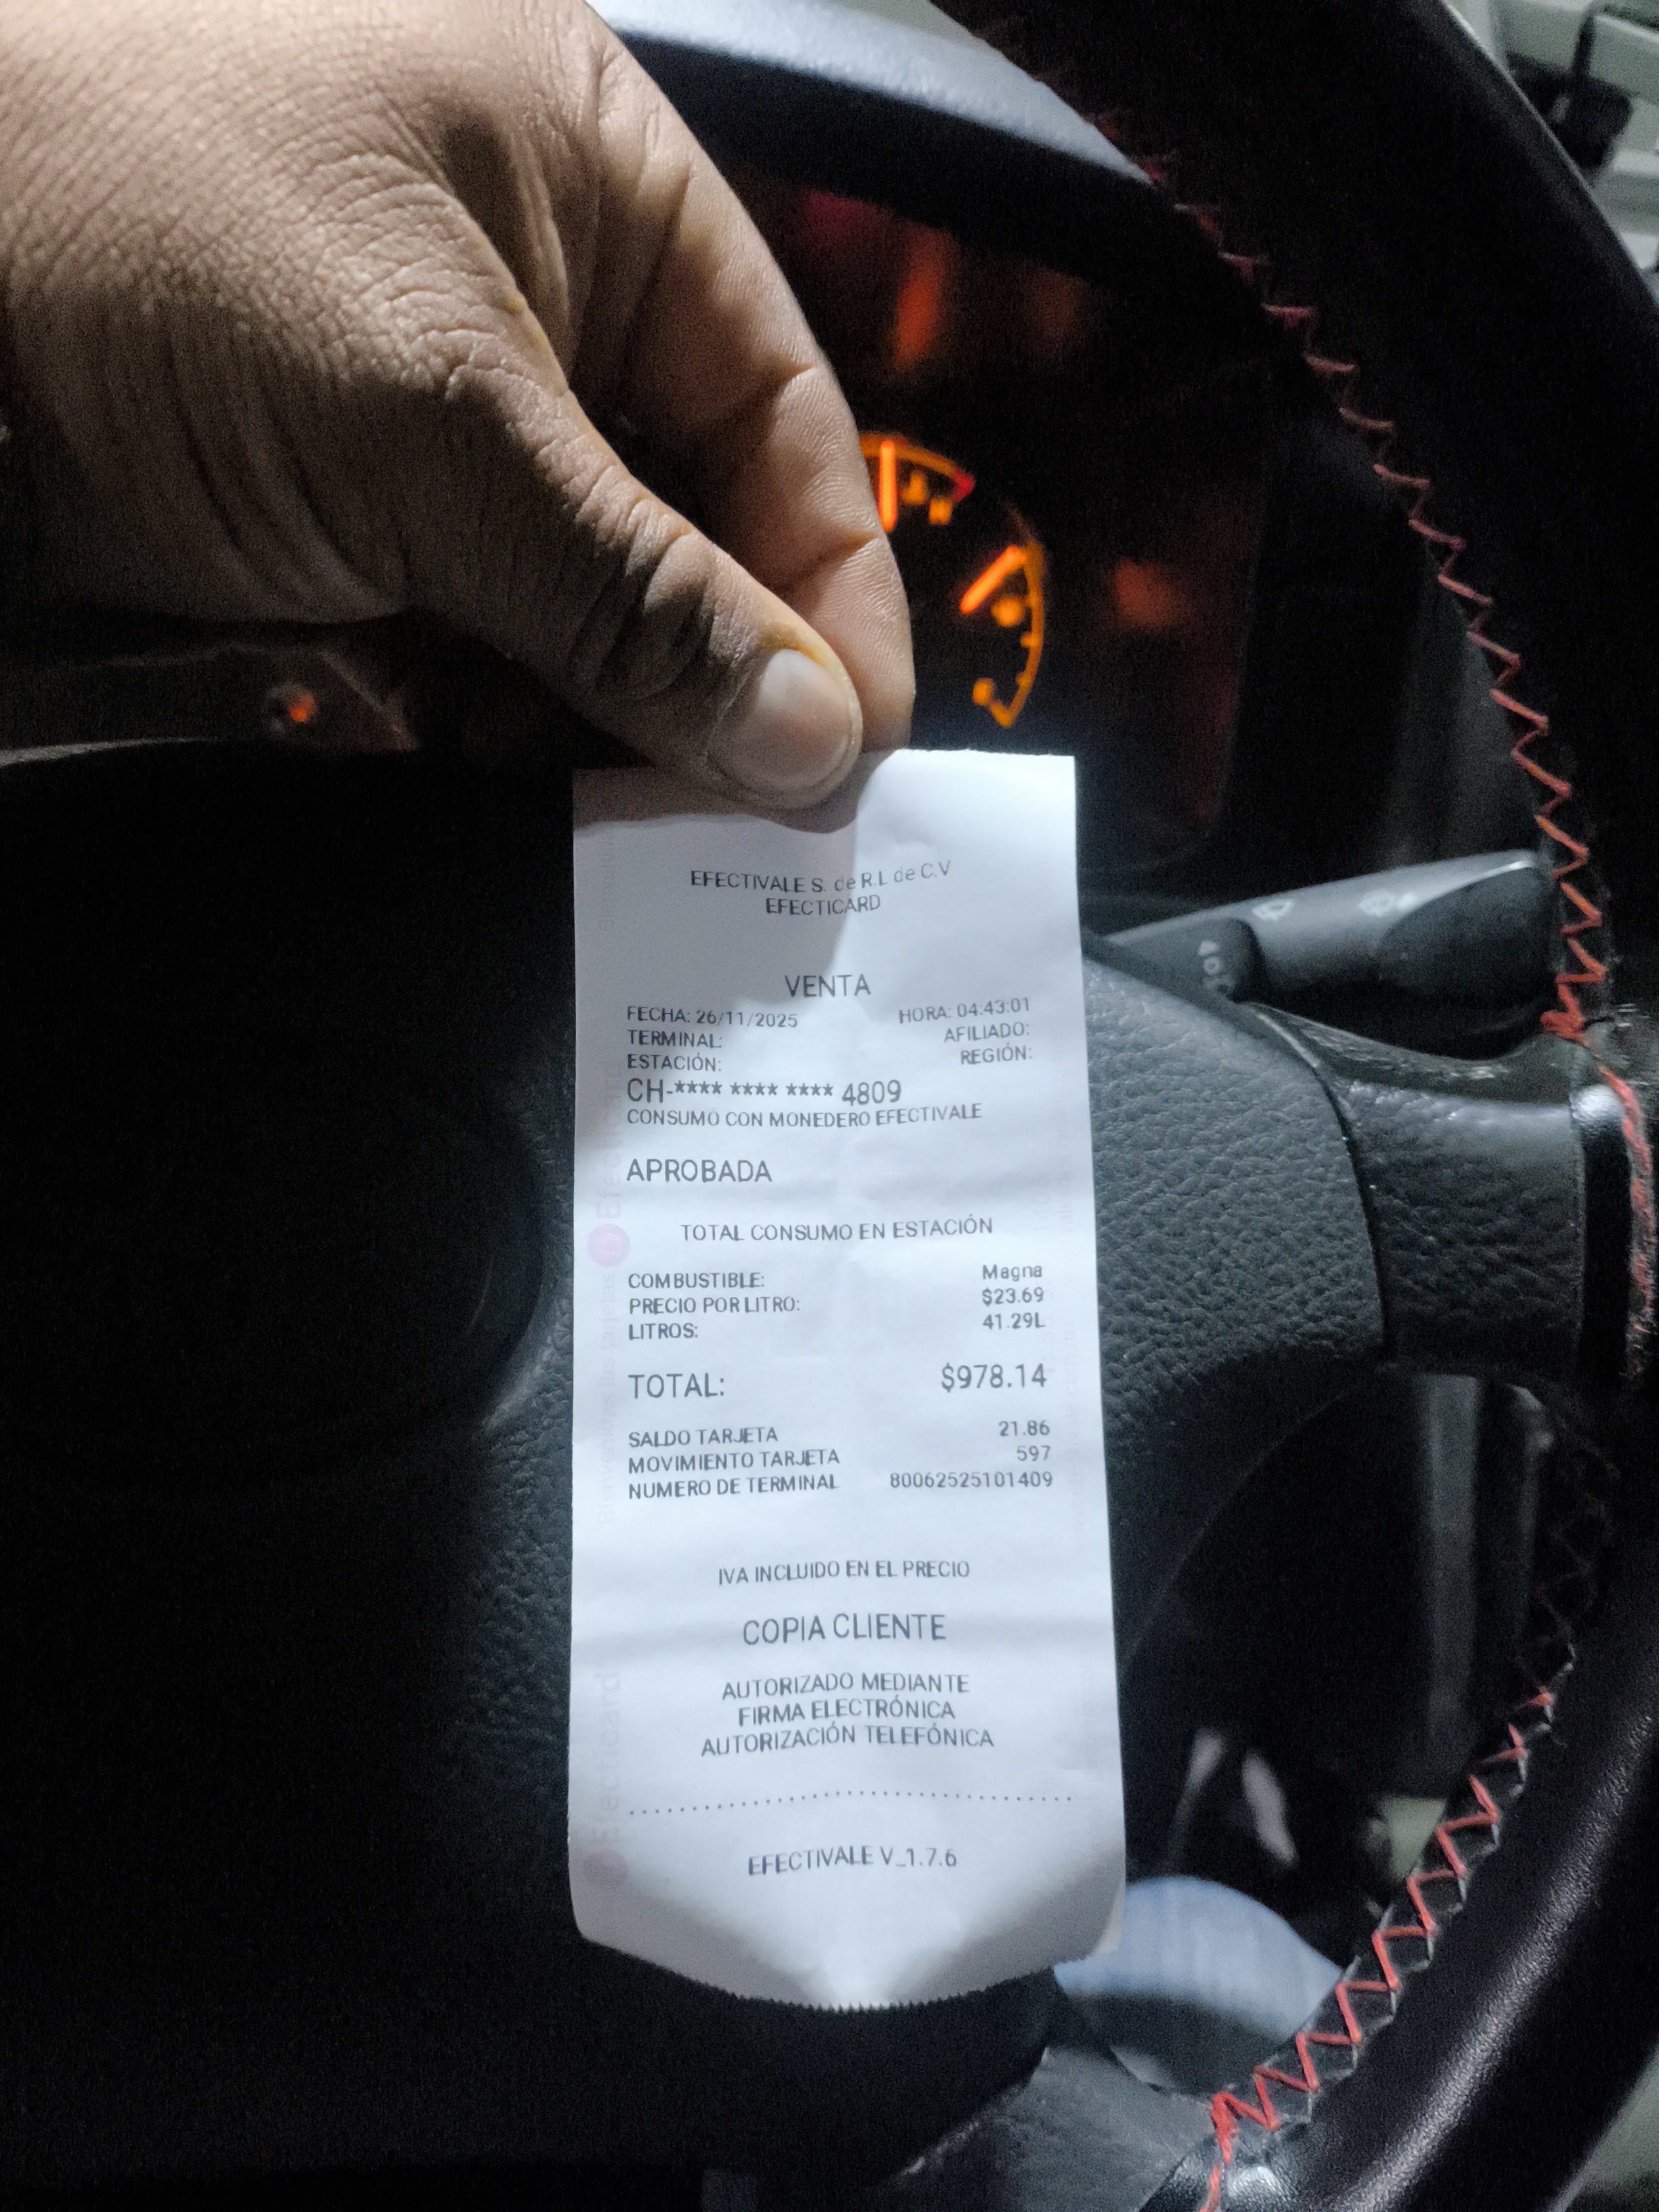 EFECTIVALE S. de R.L de C.V
EFECTICARD
VENTA
FECHA: 26/11/2025 HORA: 04:43:01
TERMINAL: AFILIADO:
ESTACIÓN: REGIÓN:
CH-**** **** **** 4809
CONSUMO CON MONEDERO EFECTIVALE
APROBADA
TOTAL CONSUMO EN ESTACIÓN
COMBUSTIBLE: Magna
PRECIO POR LITRO: $23.69
LITROS: 41.29L
TOTAL: $978.14
SALDO TARJETA 21.86
MOVIMIENTO TARJETA 597
NUMERO DE TERMINAL 80062525101409
IVA INCLUIDO EN EL PRECIO
COPIA CLIENTE
AUTORIZADO MEDIANTE
FIRMA ELECTRÓNICA
AUTORIZACIÓN TELEFÓNICA
EFECTIVALE V_1.7.6
Efecticard